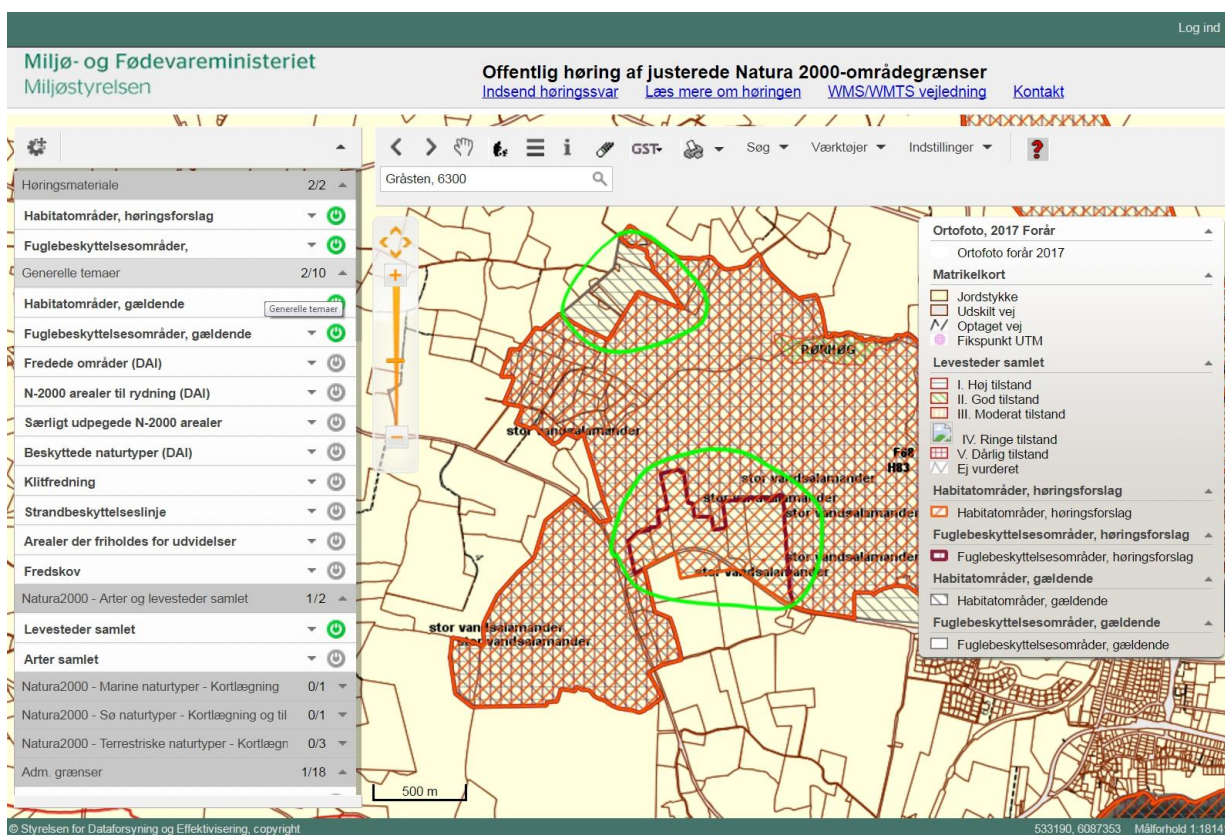 Log ind
Miljø- og Fødevareministeriet
Miljøstyrelsen
Offentlig høring af justerede Natura 2000-områdegrænser
Indsend høringssvar Læs mere om høringen WMS/WMTS vejledning Kontakt
i GST Søg Værktøjer Indstillinger ?
Gråsten, 6300
Høringsmateriale 2/2
Habitatområder, høringsforslag
Fuglebeskyttelsesområder,
Generelle temaer 2/10
Habitatområder, gældende
Generelle temaer
Fuglebeskyttelsesområder, gældende
Fredede områder (DAI)
N-2000 arealer til rydning (DAI)
Særligt udpegede N-2000 arealer
Beskyttede naturtyper (DAI)
Klitfredning
Strandbeskyttelseslinje
Arealer der friholdes for udvidelser
Fredskov
Natura2000 - Arter og levesteder samlet 1/2
Levesteder samlet
Arter samlet
Natura2000 - Marine naturtyper - Kortlægning 0/1
Natura2000 - Sø naturtyper - Kortlægning og til 0/1
Natura2000 - Terrestriske naturtyper - Kortlægn 0/3
Adm. grænser 1/18
RØRHØG
stor vandsalamander
F68
H83
stor vandsalamander
stor vandsalamander
stor vandsalamander
stor vandsalamander
stor vandsalamander
stor vandsalamander
stor vandsalamander
500 m
Ortofoto, 2017 Forår
Ortofoto forår 2017
Matrikelkort
Jordstykke
Udskilt vej
Optaget vej
Fikspunkt UTM
Levesteder samlet
I. Høj tilstand
II. God tilstand
III. Moderat tilstand
IV. Ringe tilstand
V. Dårlig tilstand
Ej vurderet
Habitatområder, høringsforslag
Habitatområder, høringsforslag
Fuglebeskyttelsesområder, høringsforslag
Fuglebeskyttelsesområder, høringsforslag
Habitatområder, gældende
Habitatområder, gældende
Fuglebeskyttelsesområder, gældende
Fuglebeskyttelsesområder, gældende
© Styrelsen for Dataforsyning og Effektivisering, copyright
533190, 6087353 Målforhold 1:1814